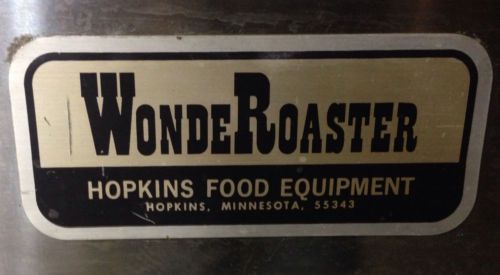 WONDEROASTER
HOPKINS FOOD EQUIPMENT
HOPKINS, MINNESOTA, 55343